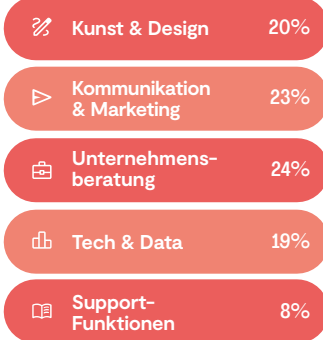 Kunst & Design 20%
Kommunikation
& Marketing 23%
Unternehmens-
beratung 24%
Tech & Data 19%
Support-
Funktionen 8%